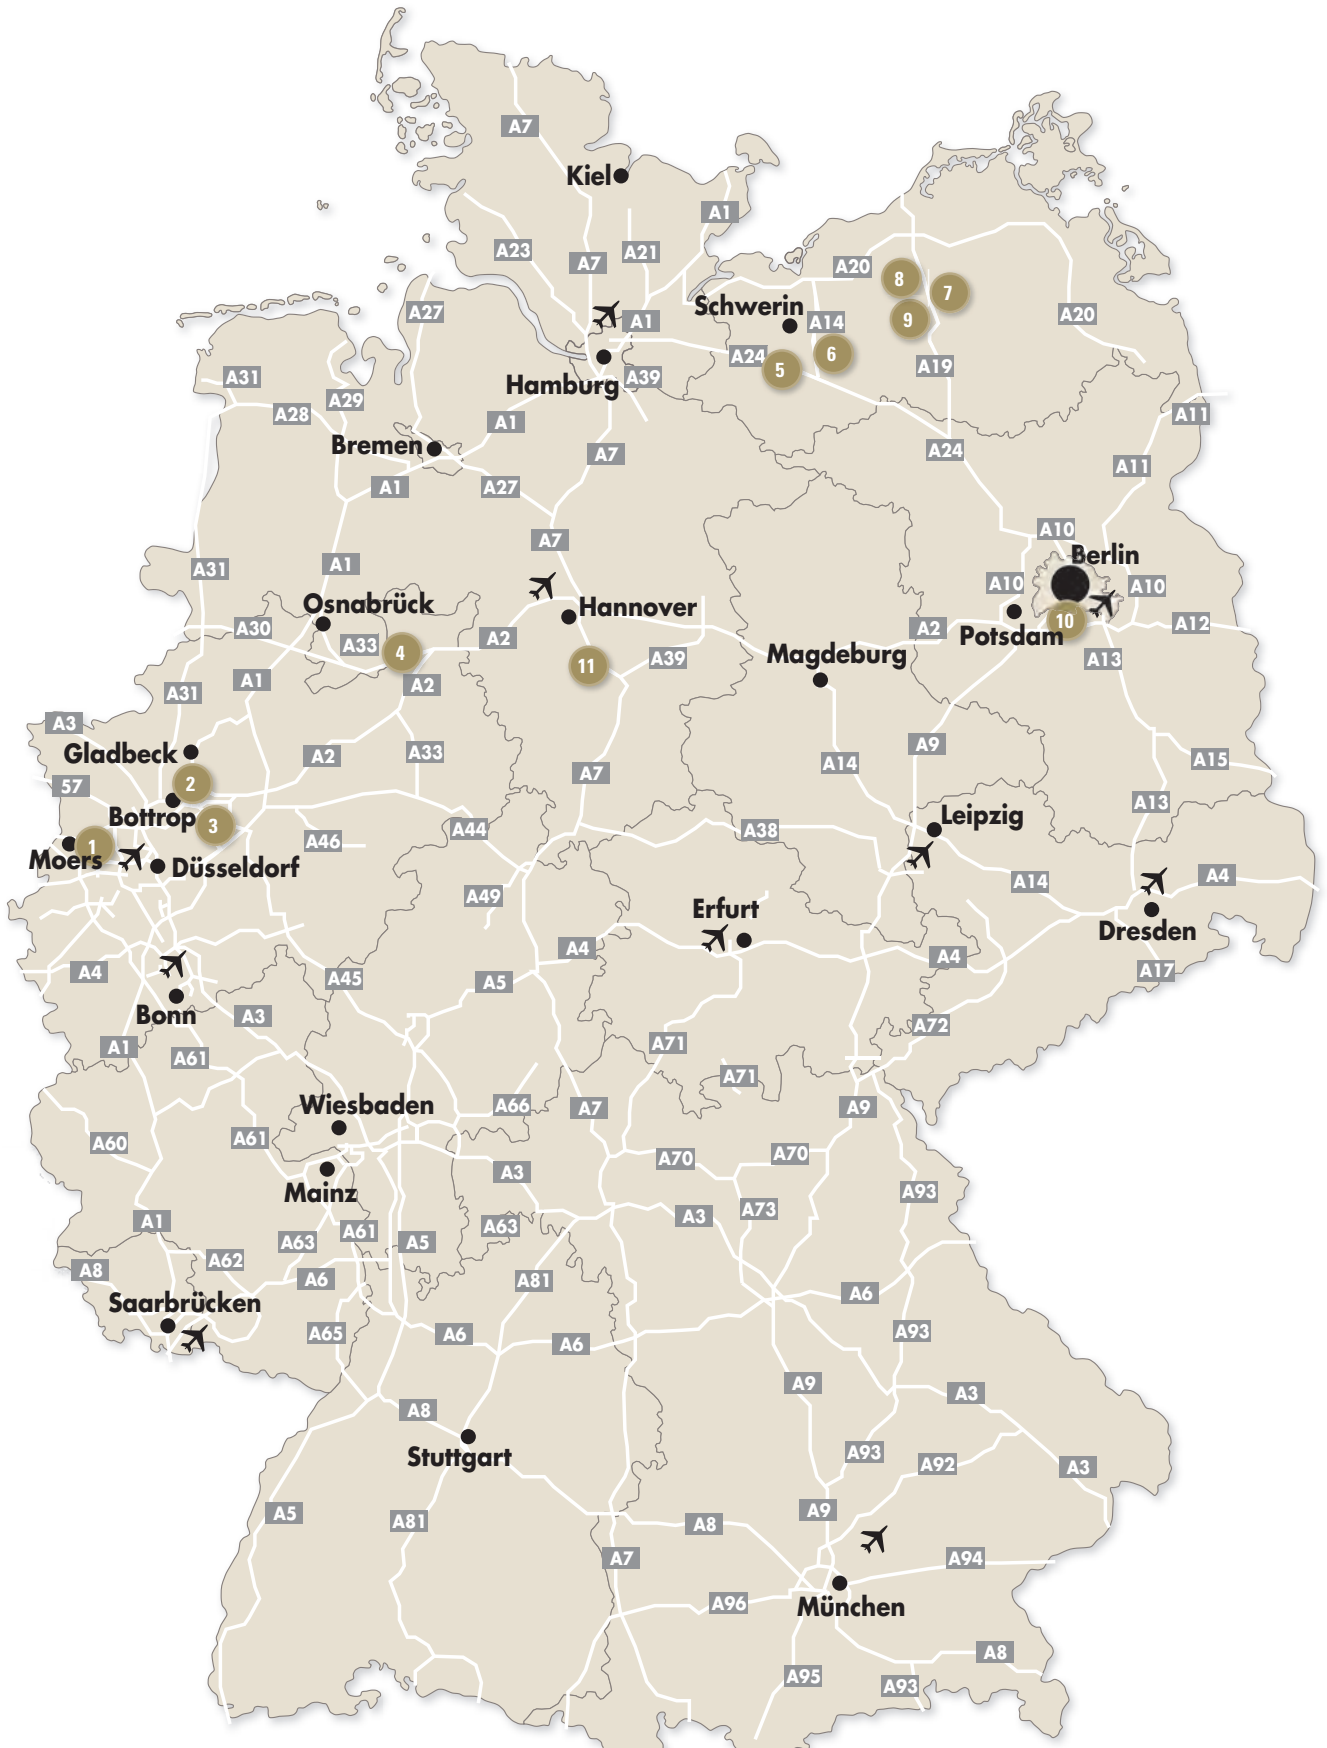 A7
Kiel
A1
A23
A21
A7
A20
8
7
Schwerin
A27
A1
A14
9
A20
A24
6
5
A19
Hamburg
A39
A31
A29
A28
A1
A11
Bremen
A7
A24
A11
A1
A27
A10
A7
Berlin
A31
A1
A10
A10
Osnabrück
Hannover
10
A30
A33
4
A2
A2
Potsdam
A12
11
A39
Magdeburg
A13
A31
A1
A2
A3
Gladbeck
A2
A33
A9
A15
57
2
A7
A14
Bottrop
3
A13
Leipzig
A46
A44
A38
1
Moers
Düsseldorf
A4
A14
A49
Erfurt
Dresden
A4
A4
A4
A45
A5
A17
Bonn
A3
A72
A1
A61
A71
A71
Wiesbaden
A66
A7
A9
A60
A61
A70
A70
A3
Mainz
A93
A1
A63
A61
A5
A63
A3
A73
A8
A62
A6
A81
A6
Saarbrücken
A65
A6
A6
A93
A9
A3
A8
Stuttgart
A93
A92
A3
A5
A81
A8
A9
A7
A94
A96
München
A8
A95
A93